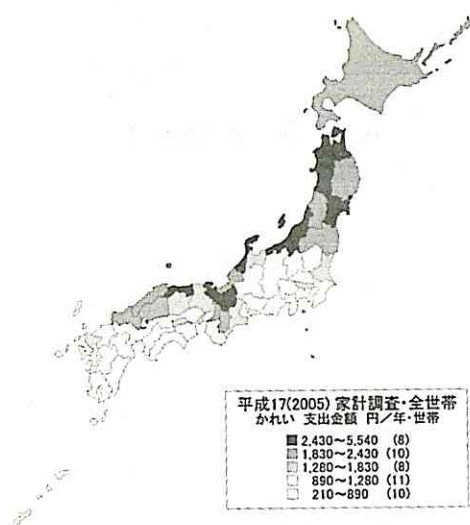 平成17(2005) 家計調査・全世帯
かれい 支出金額 円/年・世帯
2,430～5,540 (8)
1,830～2,430 (10)
1,280～1,830 (8)
890～1,280 (11)
210～890 (10)